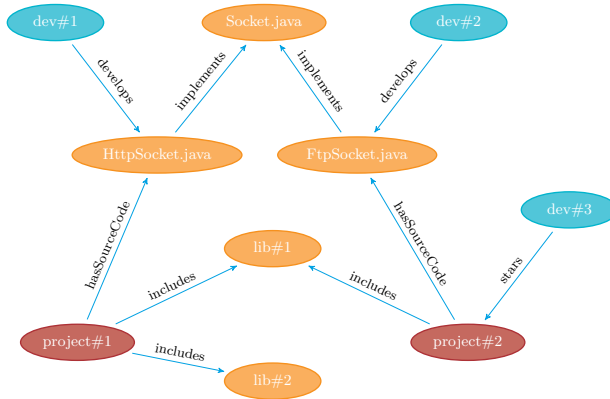 dev#1
Socket.java
dev#2
develops
implements
implements
develops
HttpSocket.java
FtpSocket.java
dev#3
hasSourceCode
hasSourceCode
lib#1
stars
includes
includes
project#1
project#2
includes
lib#2